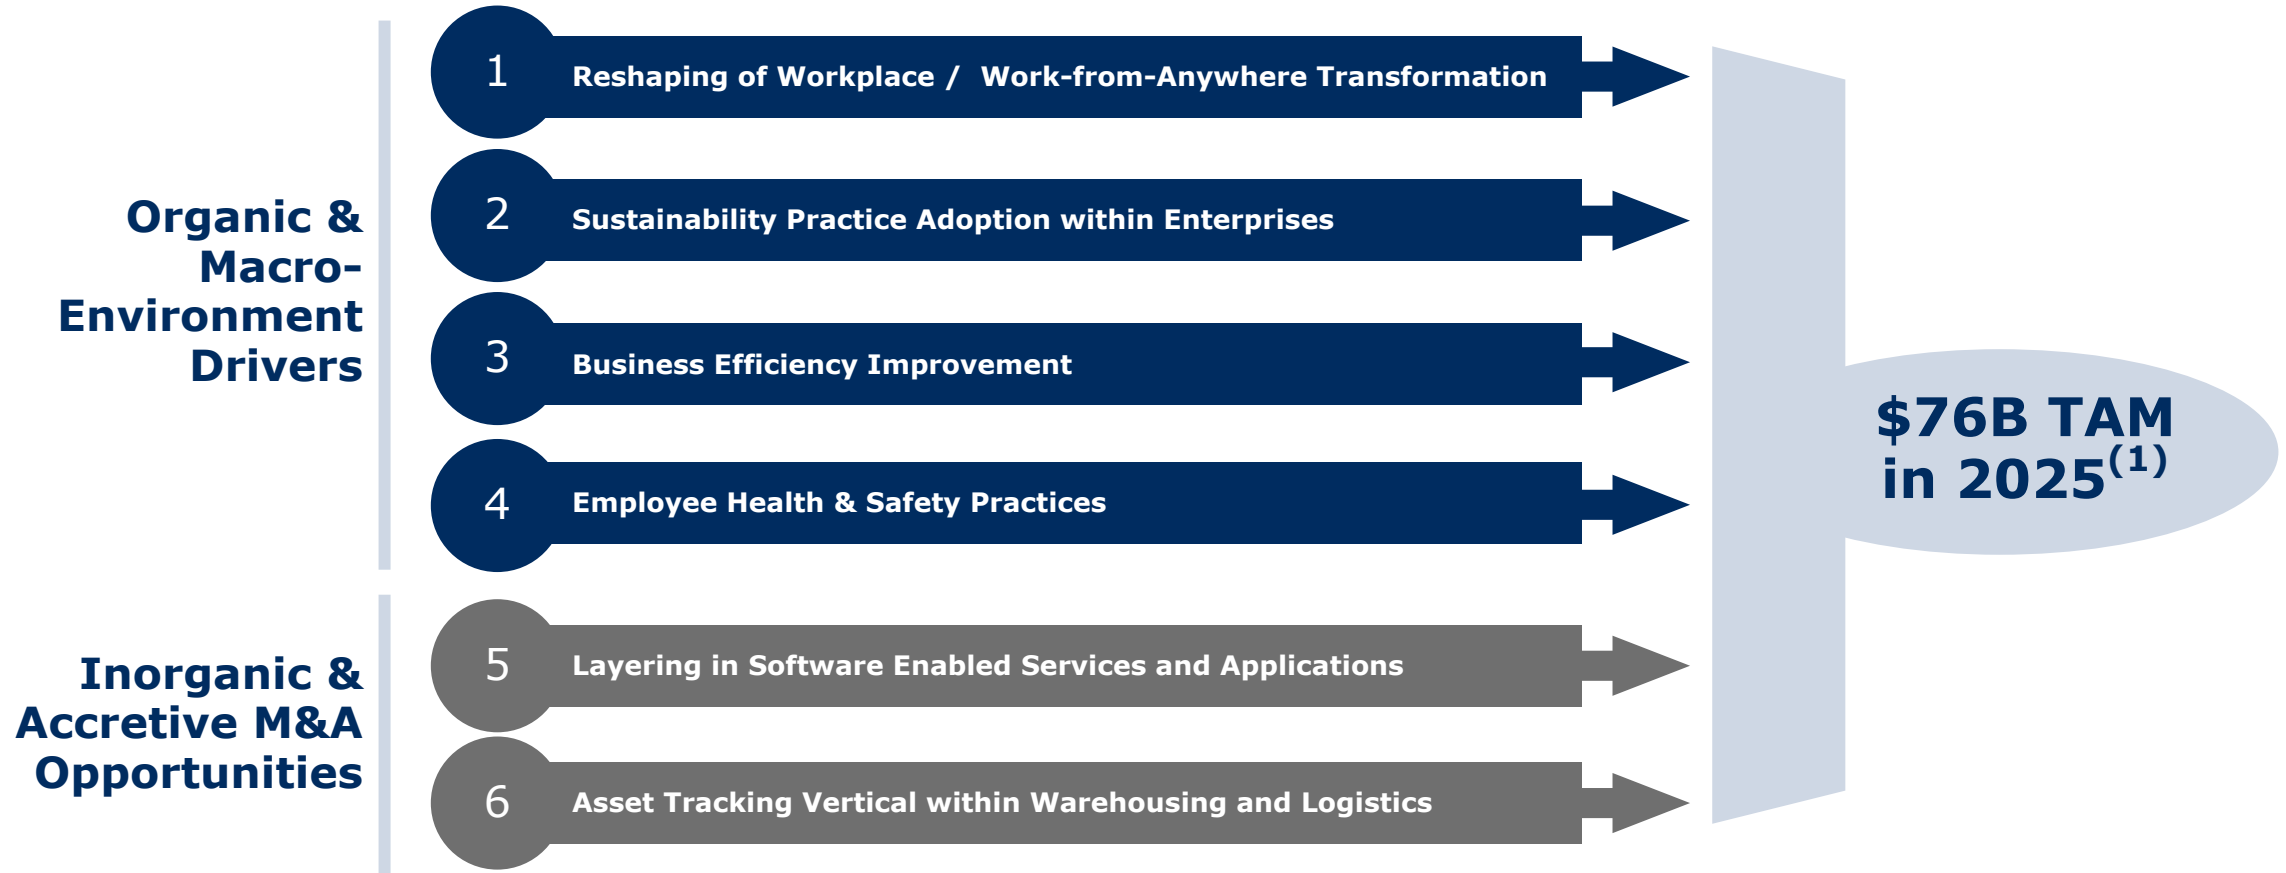 Organic &
Macro-
Environment
Drivers
1
Reshaping of Workplace /  Work-from-Anywhere Transformation
2
Sustainability Practice Adoption within Enterprises
3
Business Efficiency Improvement
4
Employee Health & Safety Practices
Inorganic &
Accretive M&A
Opportunities
5
Layering in Software Enabled Services and Applications
6
Asset Tracking Vertical within Warehousing and Logistics
$76B TAM
in 2025(1)